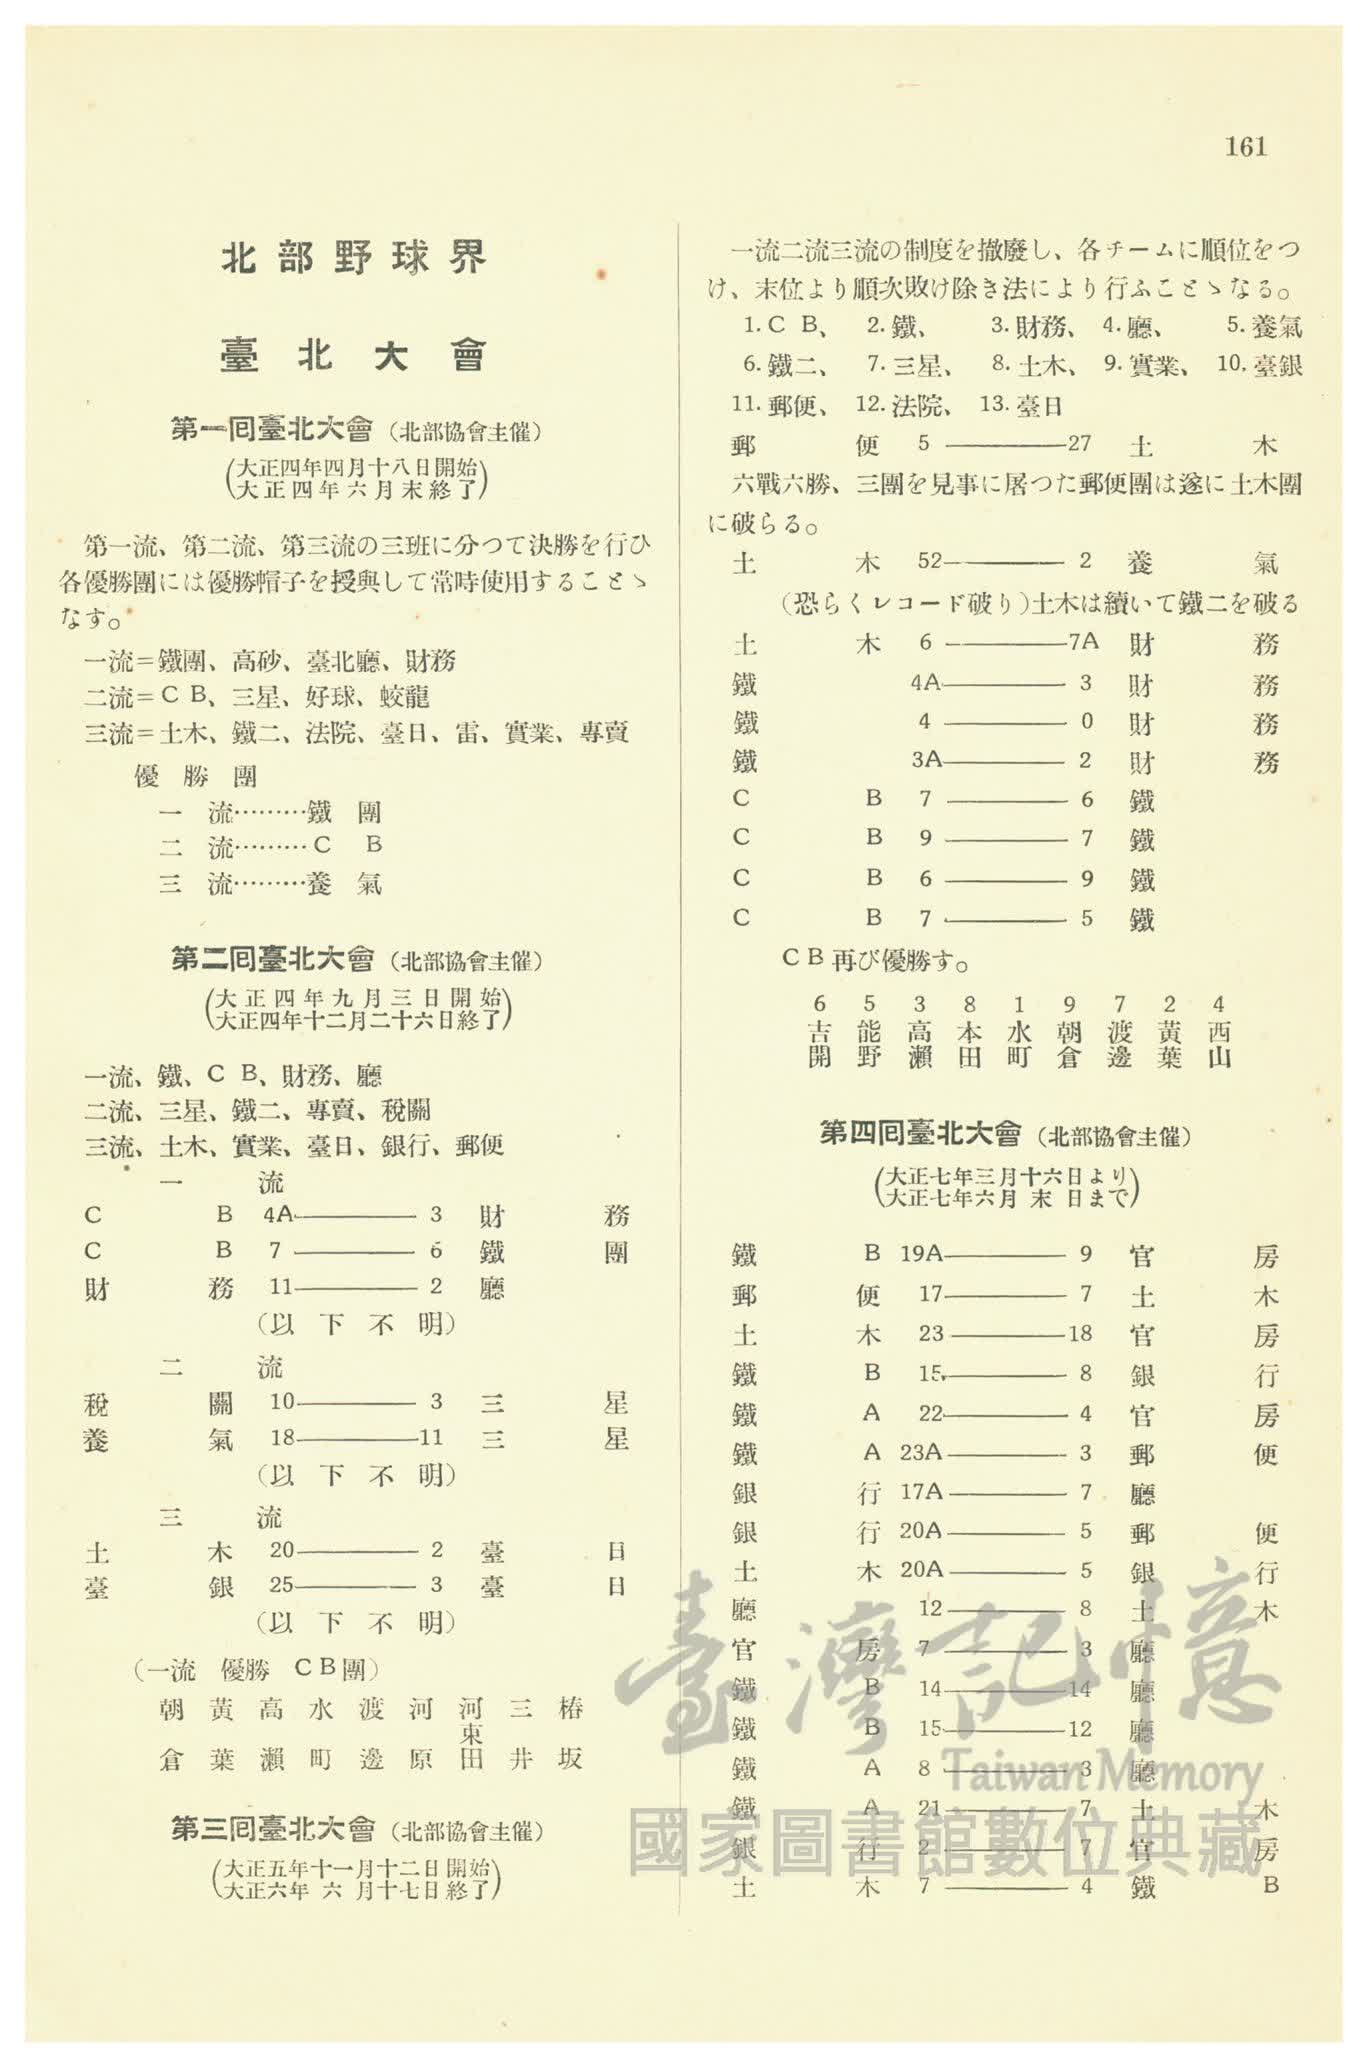 161
北部野球界
臺北大會
第一囘臺北大會（北部協會主催）
(大正四年四月十八日開始
大正四年六月末終了)
第一流、第二流、第三流の三班に分つて決勝を行ひ
各優勝團には優勝帽子を授與して常時使用することゝ
なす。
一流＝鐵團、高砂、臺北廳、財務
二流＝ＣＢ、三星、好球、蛟龍
三流＝土木、鐵二、法院、臺日、雷、實業、專賣
優勝團
一流………鐵團
二流………ＣＢ
三流………養氣
第二囘臺北大會（北部協會主催）
(大正四年九月三日開始
大正四年十二月二十六日終了)
一流、鐵、ＣＢ、財務、廳
二流、三星、鐵二、專賣、稅關
三流、土木、實業、臺日、銀行、郵便
一流
ＣＢ 4A——3 財務
ＣＢ 7——6 鐵團
財務 11——2 廳
（以下不明）
二流
稅關 10——3 三星
養氣 18——11 三星
（以下不明）
三流
土木 20——2 臺日
臺銀 25——3 臺日
（以下不明）
（一流　優勝　ＣＢ團）
朝倉 黃葉 高瀨 水町 渡邊 河原 河東田 三井 椿坂
第三囘臺北大會（北部協會主催）
(大正五年十一月十二日開始
大正六年六月十七日終了)
一流二流三流の制度を撤廢し、各チームに順位をつ
け、末位より順次敗け除き法により行ふことゝなる。
1.ＣＢ、 2.鐵、 3.財務、 4.廳、 5.養氣
6.鐵二、 7.三星、 8.土木、 9.實業、 10.臺銀
11.郵便、 12.法院、 13.臺日
郵便 5——27 土木
六戰六勝、三團を見事に屠つた郵便團は遂に土木團
に破らる。
土木 52——2 養氣
（恐らくレコード破り）土木は續いて鐵二を破る
土木 6——7A 財務
鐵 4A——3 財務
鐵 4——0 財務
鐵 3A——2 財務
ＣＢ 7——6 鐵
ＣＢ 9——7 鐵
ＣＢ 6——9 鐵
ＣＢ 7——5 鐵
ＣＢ再び優勝す。
6 5 3 8 1 9 7 2 4
吉開 能野 高瀨 本田 水町 朝倉 渡邊 黃葉 西山
第四囘臺北大會（北部協會主催）
(大正七年三月十六日より
大正七年六月末日まで)
鐵B 19A——9 官房
郵便 17——7 土木
土木 23——18 官房
鐵B 15——8 銀行
鐵A 22——4 官房
鐵A 23A——3 郵便
銀行 17A——7 廳
銀行 20A——5 郵便
土木 20A——5 銀行
廳 12——8 土木
官房 7——3 廳
鐵B 14——14 廳
鐵B 15——12 廳
鐵A 8——3 廳
鐵A 21——7 土木
銀行 2——7 官房
土木 7——4 鐵B
臺灣記憶
Taiwan Memory
國家圖書館數位典藏